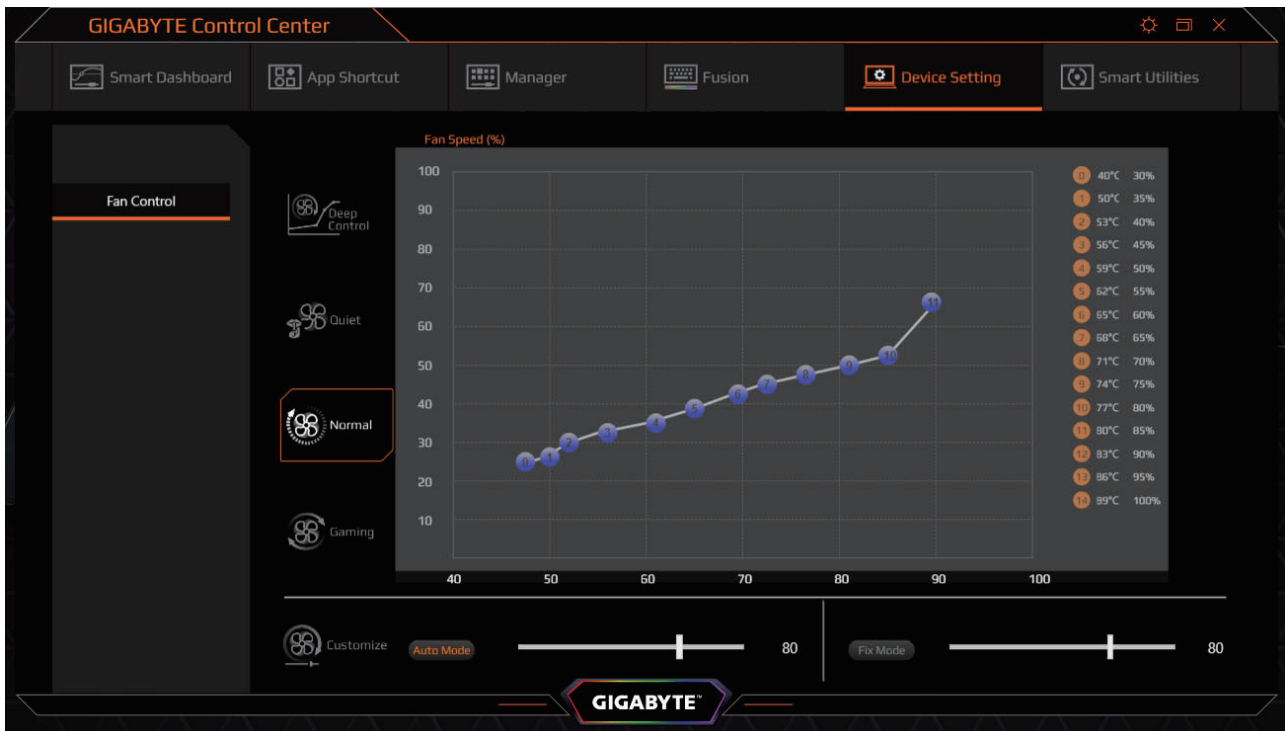 GIGABYTE Control Center
Smart Dashboard
App Shortcut
Manager
Fusion
Device Setting
Smart Utilities
Fan Control
Deep
Control
Quiet
Normal
Gaming
Fan Speed (%)
100
90
80
70
60
50
40
30
20
10
40 50 60 70 80 90 100
0 1 2 3 4 5 6 7 8 9 10 11
0 40°C 30%
1 50°C 35%
2 53°C 40%
3 56°C 45%
4 59°C 50%
5 62°C 55%
6 65°C 60%
7 68°C 65%
8 71°C 70%
9 74°C 75%
10 77°C 80%
11 80°C 85%
12 83°C 90%
13 86°C 95%
14 89°C 100%
Customize
Auto Mode 80
Fix Mode 80
GIGABYTE™